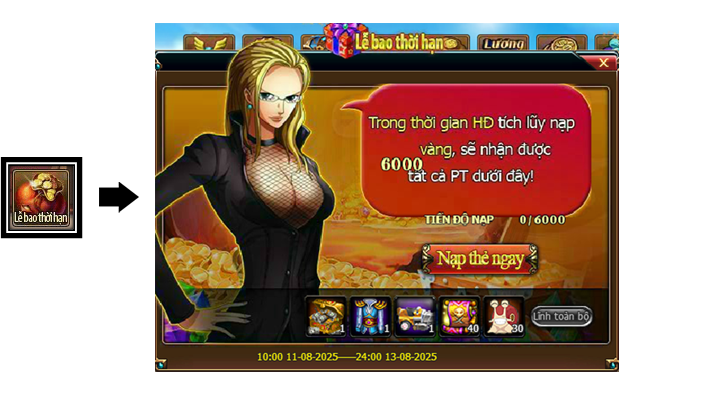 Lễ bao thời hạn
Lương
Lễ bao thời hạn
X
Trong thời gian HĐ tích lũy nạp
6000 vàng, sẽ nhận được
tất cả PT dưới đây!
TIẾN ĐỘ NẠP 0/6000
Nạp thẻ ngay
1 1 1 40 30
Lĩnh toàn bộ
10:00 11-08-2025——24:00 13-08-2025